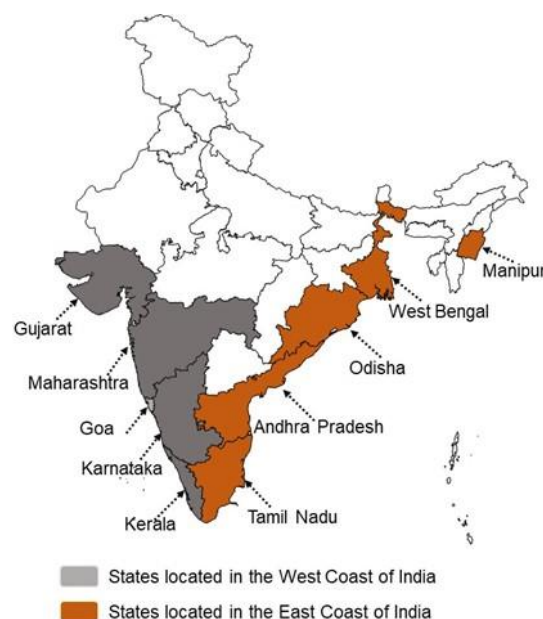 Manipur
West Bengal
Gujarat
Odisha
Maharashtra
Goa
Andhra Pradesh
Karnataka
Kerala
Tamil Nadu
States located in the West Coast of India
States located in the East Coast of India